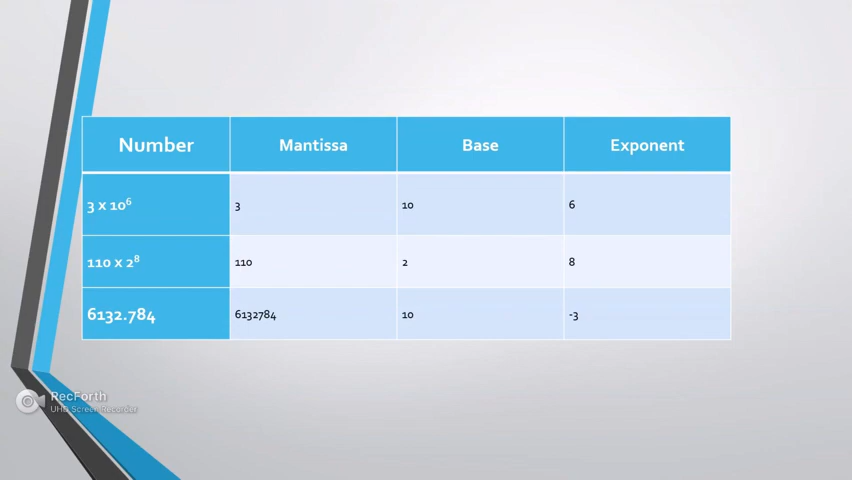 Number Mantissa Base Exponent
3 x 10⁶ 3 10 6
110 x 2⁸ 110 2 8
6132.784 6132784 10 -3
RecForth
UHD Screen Recorder